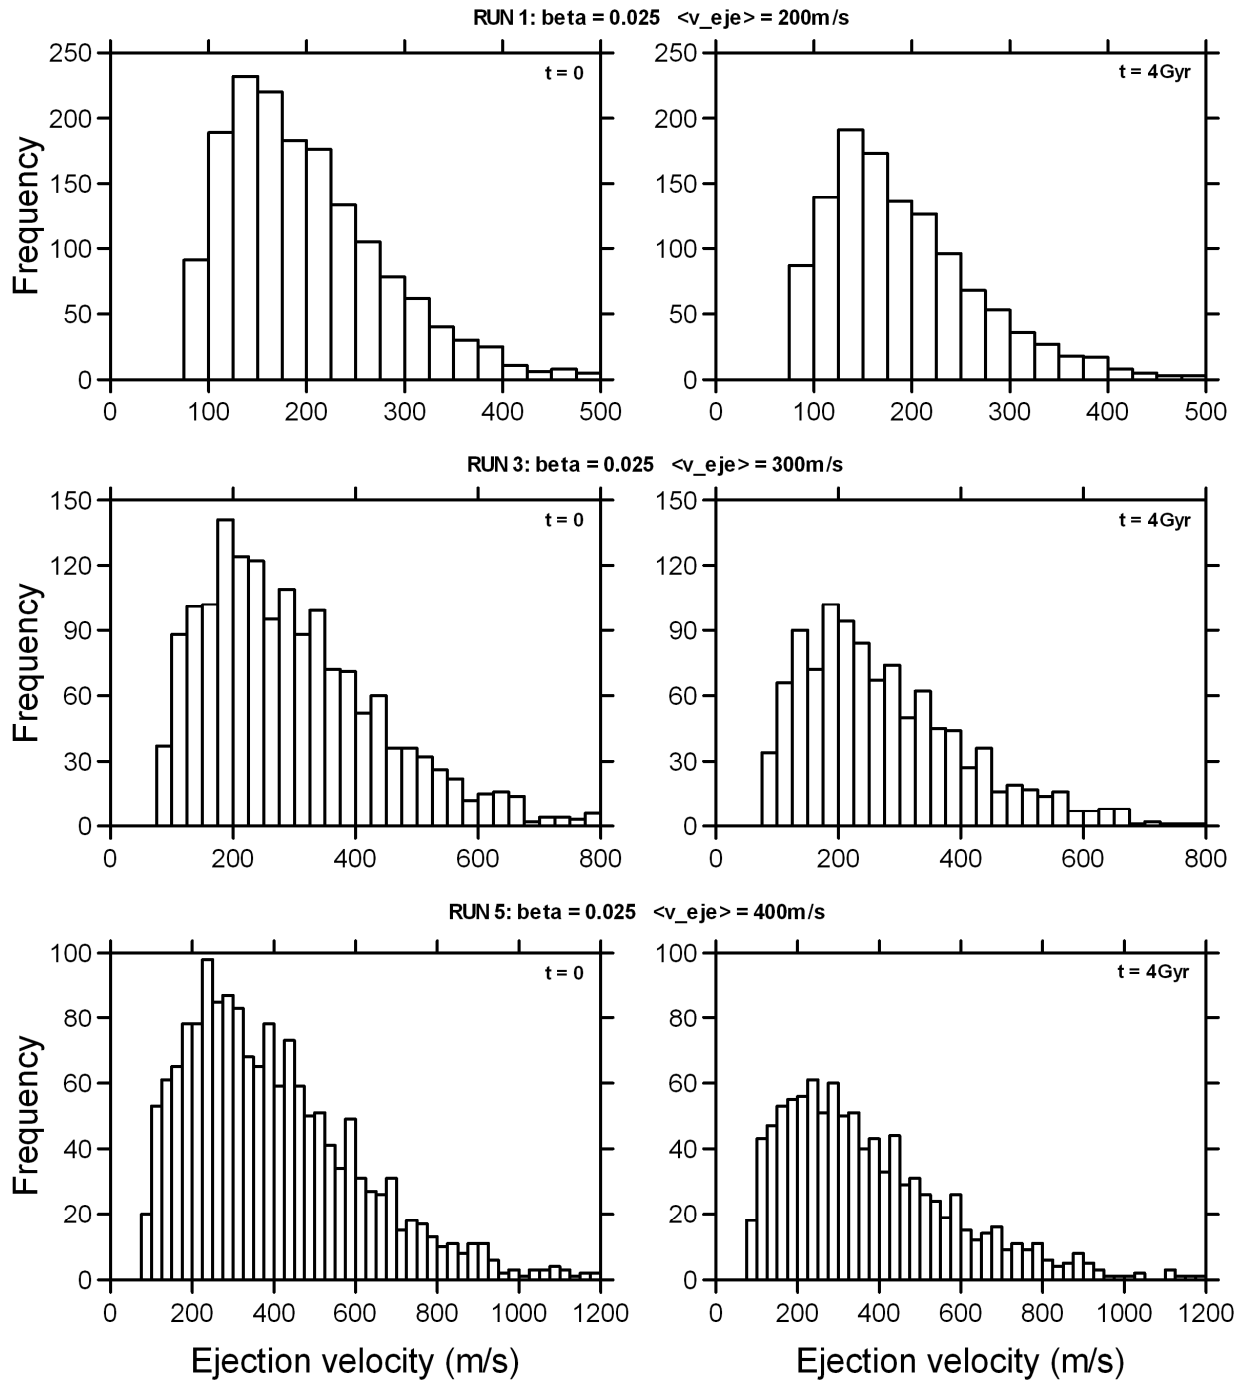 RUN 1: beta = 0.025 <v_eje> = 200m/s
250 200 150 100 50 0
Frequency
t = 0
0 100 200 300 400 500
250 200 150 100 50 0
t = 4Gyr
0 100 200 300 400 500
RUN 3: beta = 0.025 <v_eje> = 300m/s
150 120 90 60 30 0
Frequency
t = 0
0 200 400 600 800
150 120 90 60 30 0
t = 4Gyr
0 200 400 600 800
RUN 5: beta = 0.025 <v_eje> = 400m/s
100 80 60 40 20 0
Frequency
t = 0
0 200 400 600 800 1000 1200
Ejection velocity (m/s)
100 80 60 40 20 0
t = 4Gyr
0 200 400 600 800 1000 1200
Ejection velocity (m/s)